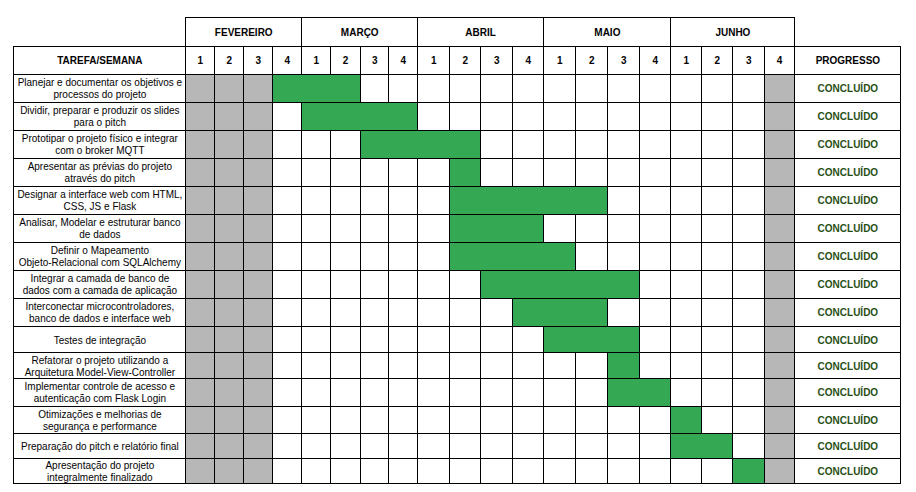 FEVEREIRO MARÇO ABRIL MAIO JUNHO
TAREFA/SEMANA 1 2 3 4 1 2 3 4 1 2 3 4 1 2 3 4 1 2 3 4 PROGRESSO
Planejar e documentar os objetivos e
processos do projeto
CONCLUÍDO
Dividir, preparar e produzir os slides
para o pitch
CONCLUÍDO
Prototipar o projeto físico e integrar
com o broker MQTT
CONCLUÍDO
Apresentar as prévias do projeto
através do pitch
CONCLUÍDO
Designar a interface web com HTML,
CSS, JS e Flask
CONCLUÍDO
Analisar, Modelar e estruturar banco
de dados
CONCLUÍDO
Definir o Mapeamento
Objeto-Relacional com SQLAlchemy
CONCLUÍDO
Integrar a camada de banco de
dados com a camada de aplicação
CONCLUÍDO
Interconectar microcontroladores,
banco de dados e interface web
CONCLUÍDO
Testes de integração
CONCLUÍDO
Refatorar o projeto utilizando a
Arquitetura Model-View-Controller
CONCLUÍDO
Implementar controle de acesso e
autenticação com Flask Login
CONCLUÍDO
Otimizações e melhorias de
segurança e performance
CONCLUÍDO
Preparação do pitch e relatório final
CONCLUÍDO
Apresentação do projeto
integralmente finalizado
CONCLUÍDO